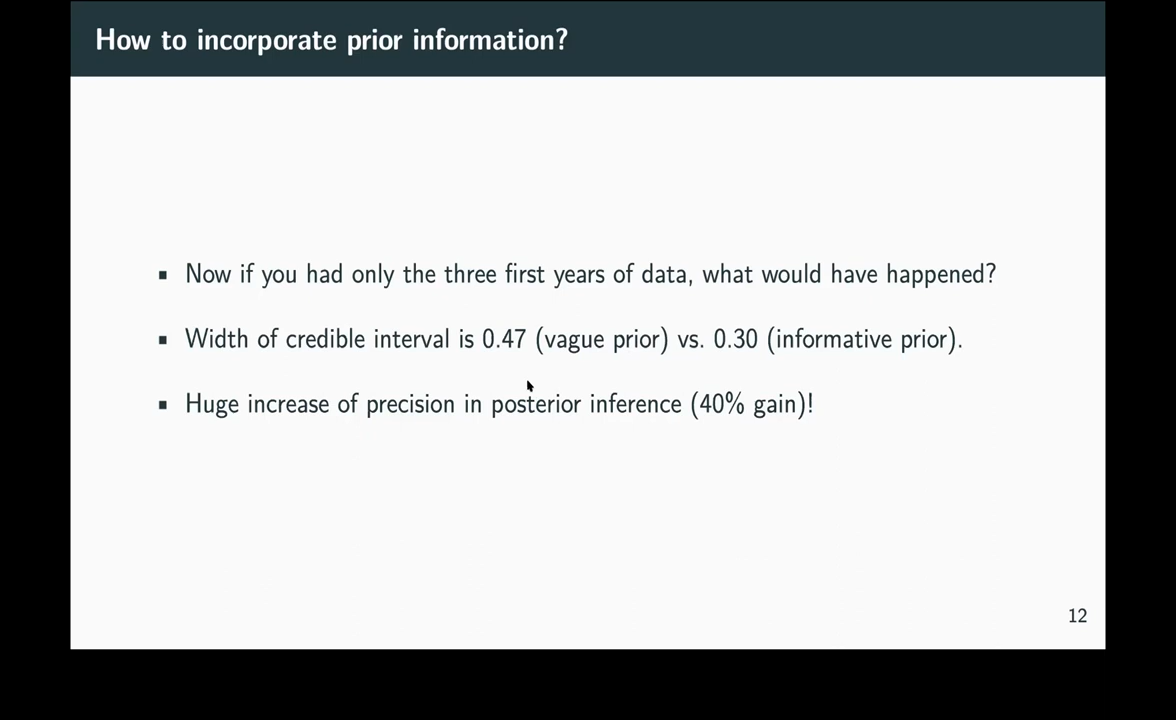 How to incorporate prior information?
▪ Now if you had only the three first years of data, what would have happened?
▪ Width of credible interval is 0.47 (vague prior) vs. 0.30 (informative prior).
▪ Huge increase of precision in posterior inference (40% gain)!
12